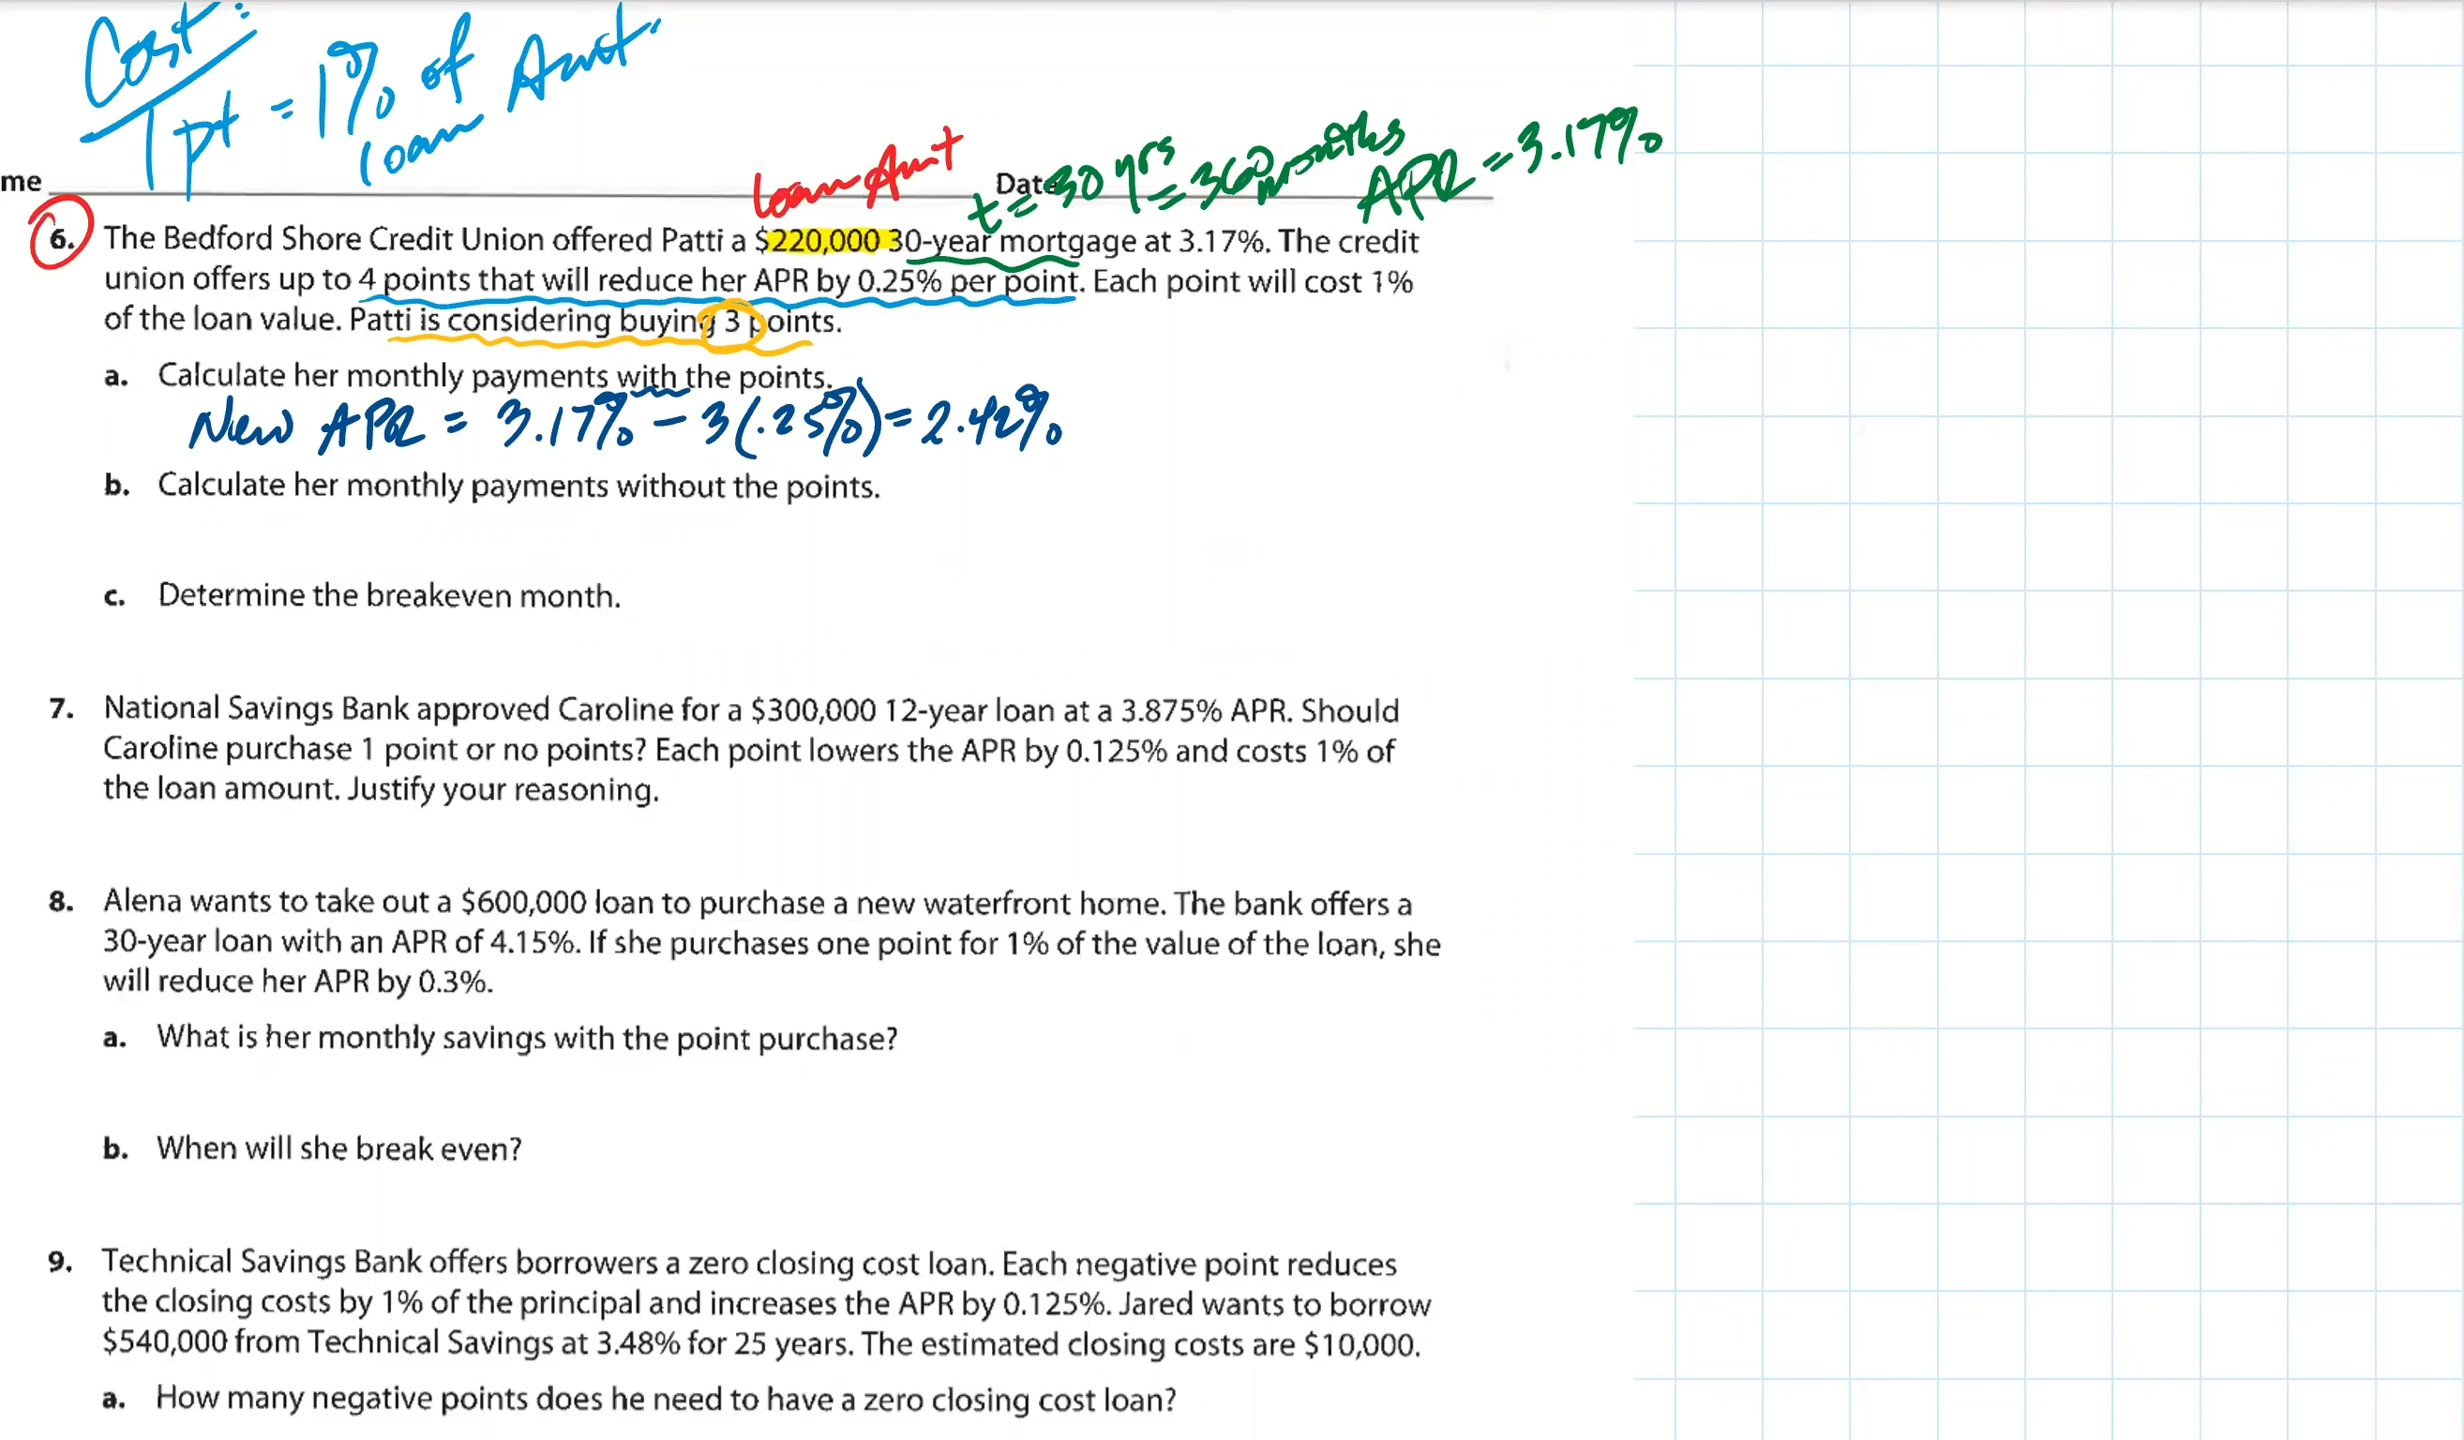 Cost:
1 pt = 1% of
loan Amt.
loan Amt
t = 30 yrs = 360 months
APR = 3.17%
me
Date
6. The Bedford Shore Credit Union offered Patti a $220,000 30-year mortgage at 3.17%. The credit
union offers up to 4 points that will reduce her APR by 0.25% per point. Each point will cost 1%
of the loan value. Patti is considering buying 3 points.
a. Calculate her monthly payments with the points.
New APR = 3.17% - 3(.25%) = 2.42%
b. Calculate her monthly payments without the points.
c. Determine the breakeven month.
7. National Savings Bank approved Caroline for a $300,000 12-year loan at a 3.875% APR. Should
Caroline purchase 1 point or no points? Each point lowers the APR by 0.125% and costs 1% of
the loan amount. Justify your reasoning.
8. Alena wants to take out a $600,000 loan to purchase a new waterfront home. The bank offers a
30-year loan with an APR of 4.15%. If she purchases one point for 1% of the value of the loan, she
will reduce her APR by 0.3%.
a. What is her monthly savings with the point purchase?
b. When will she break even?
9. Technical Savings Bank offers borrowers a zero closing cost loan. Each negative point reduces
the closing costs by 1% of the principal and increases the APR by 0.125%. Jared wants to borrow
$540,000 from Technical Savings at 3.48% for 25 years. The estimated closing costs are $10,000.
a. How many negative points does he need to have a zero closing cost loan?